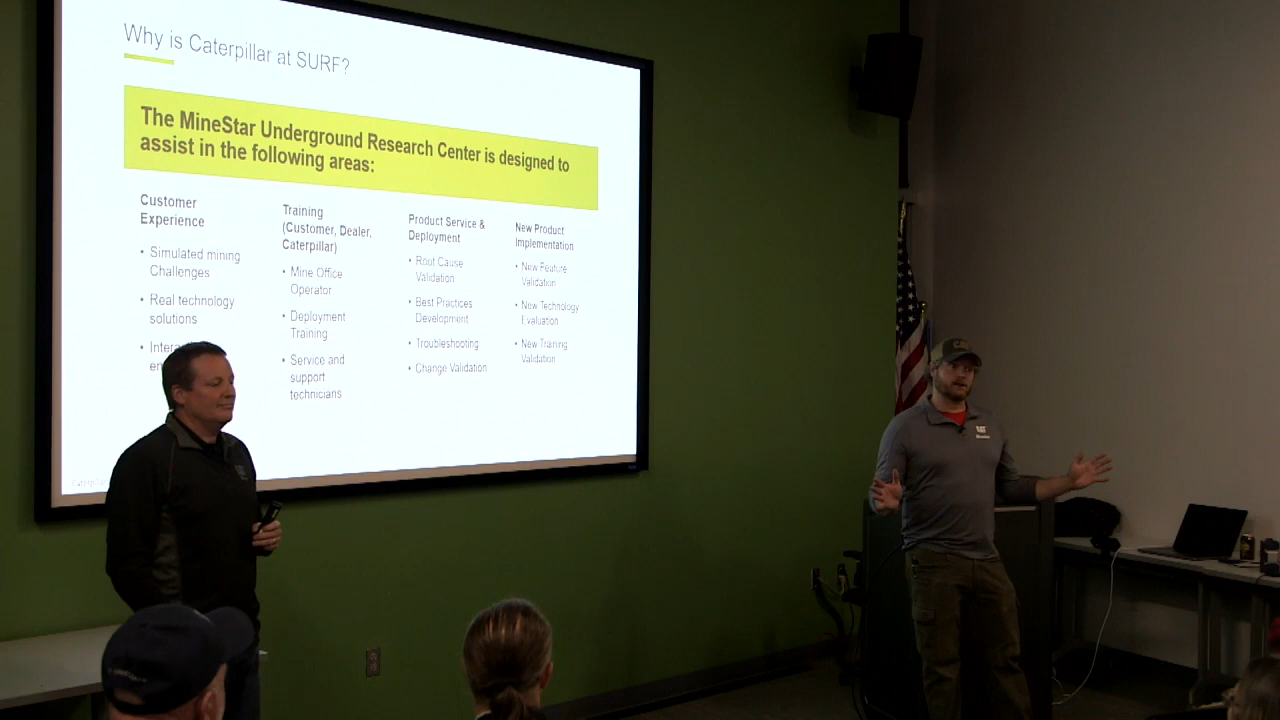 Why is Caterpillar at SURF?
The MineStar Underground Research Center is designed to
assist in the following areas:
Customer
Experience
• Simulated mining
Challenges
• Real technology
solutions
Training
(Customer, Dealer,
Caterpillar)
• Mine Office
Operator
• Deployment
Training
• Service and
support
technicians
Product Service &
Deployment
• Root Cause
Validation
• Best Practices
Development
• Troubleshooting
• Change Validation
New Product
Implementation
• New Feature
Validation
• New Technology
Evaluation
• New Training
Validation
CAT